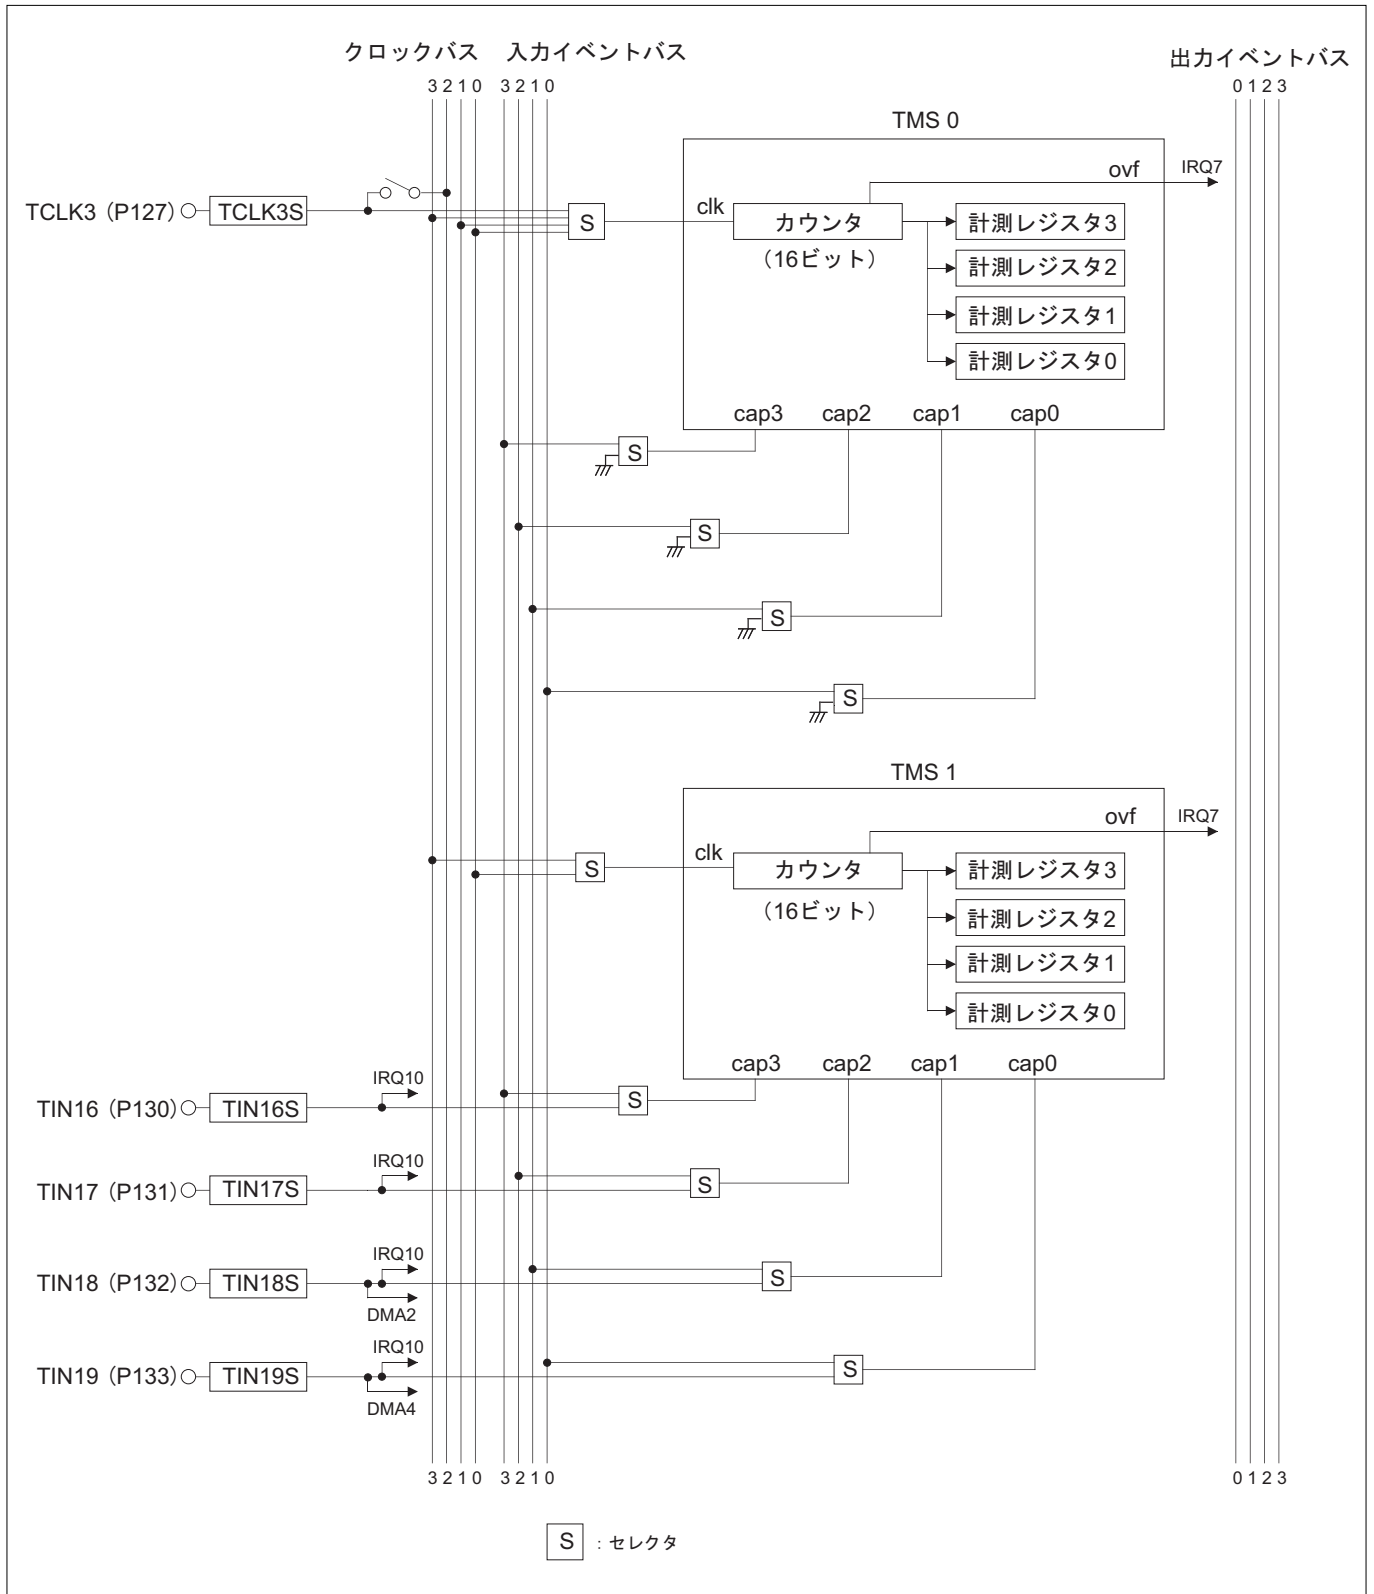 クロックバス 入力イベントバス 出力イベントバス
3 2 1 0 3 2 1 0 0 1 2 3
TMS 0
ovf IRQ7
TCLK3 (P127) TCLK3S S clk カウンタ 計測レジスタ3
(16ビット) 計測レジスタ2
計測レジスタ1
計測レジスタ0
cap3 cap2 cap1 cap0
S
S
S
S
TMS 1
ovf IRQ7
S clk カウンタ 計測レジスタ3
(16ビット) 計測レジスタ2
計測レジスタ1
計測レジスタ0
cap3 cap2 cap1 cap0
IRQ10
TIN16 (P130) TIN16S S
IRQ10
TIN17 (P131) TIN17S S
IRQ10
TIN18 (P132) TIN18S S
DMA2
IRQ10
TIN19 (P133) TIN19S S
DMA4
3 2 1 0 3 2 1 0 0 1 2 3
S : セレクタ